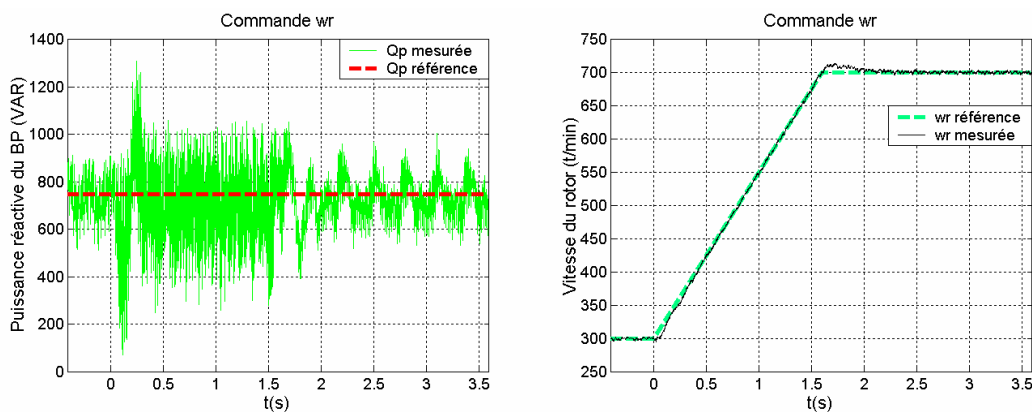 Commande wr
Puissance réactive du BP (VAR)
1400
1200
1000
800
600
400
200
0
Qp mesurée
Qp référence
0 0.5 1 1.5 2 2.5 3 3.5
t(s)
Commande wr
Vitesse du rotor (t/min)
750
700
650
600
550
500
450
400
350
300
250
wr référence
wr mesurée
0 0.5 1 1.5 2 2.5 3 3.5
t(s)